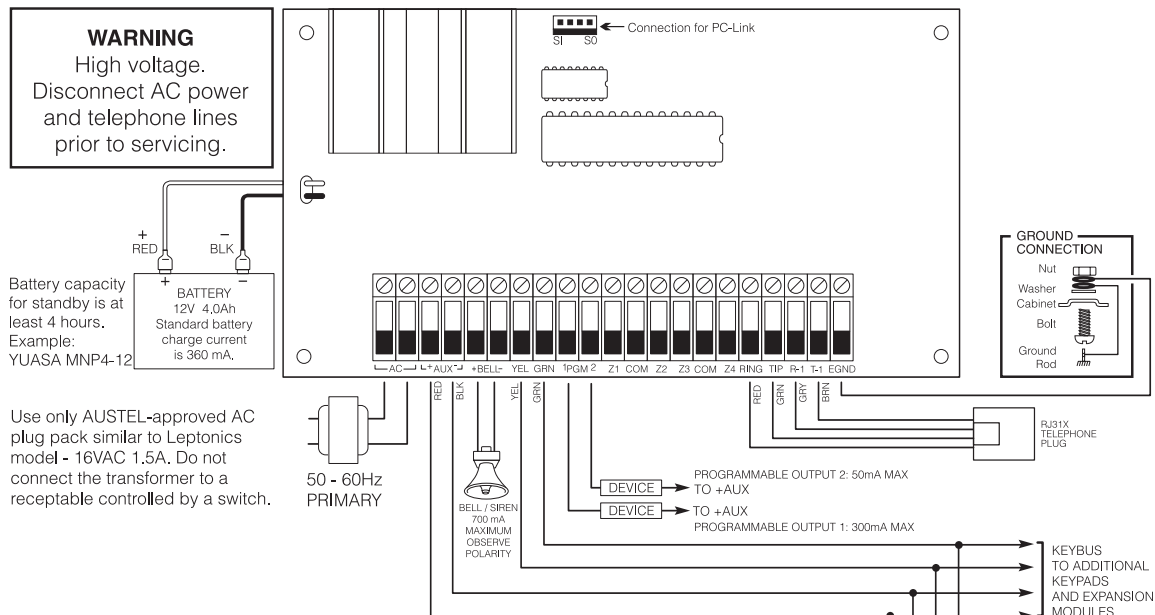 WARNING
High voltage.
Disconnect AC power
and telephone lines
prior to servicing.
SI S0
Connection for PC-Link
+
RED
–
BLK
+ –
BATTERY
12V 4,0Ah
Standard battery
charge current
is 360 mA,
Battery capacity
for standby is at
least 4 hours.
Example:
YUASA MNP4-12
GROUND
CONNECTION
Nut
Washer
Cabinet
Bolt
Ground
Rod
AC + AUX - +BELL- YEL GRN 1PGM 2 Z1 COM Z2 Z3 COM Z4 RING TIP R-1 T-1 EGND
RED
BLK
YEL
GRN
RED
GRN
GRY
BRN
Use only AUSTEL-approved AC
plug pack similar to Leptonics
model - 16VAC 1.5A. Do not
connect the transformer to a
receptable controlled by a switch.
50 - 60Hz
PRIMARY
BELL / SIREN
700 mA
MAXIMUM
OBSERVE
POLARITY
RJ31X
TELEPHONE
PLUG
PROGRAMMABLE OUTPUT 2: 50mA MAX
DEVICE TO +AUX
DEVICE TO +AUX
PROGRAMMABLE OUTPUT 1: 300mA MAX
KEYBUS
TO ADDITIONAL
KEYPADS
AND EXPANSION
MODULES